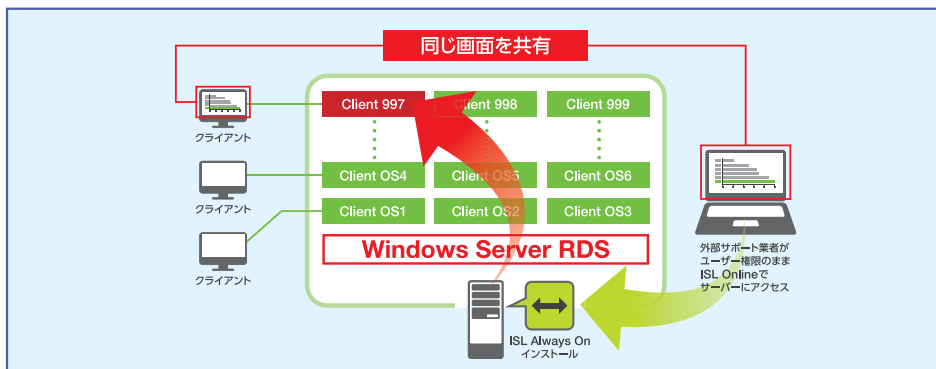 同じ画面を共有
Client 997
Client 998
Client 999
クライアント
Client OS4
Client OS5
Client OS6
クライアント
Client OS1
Client OS2
Client OS3
Windows Server RDS
クライアント
外部サポート業者が
ユーザー権限のまま
ISL Onlineで
サーバーにアクセス
ISL Always On
インストール